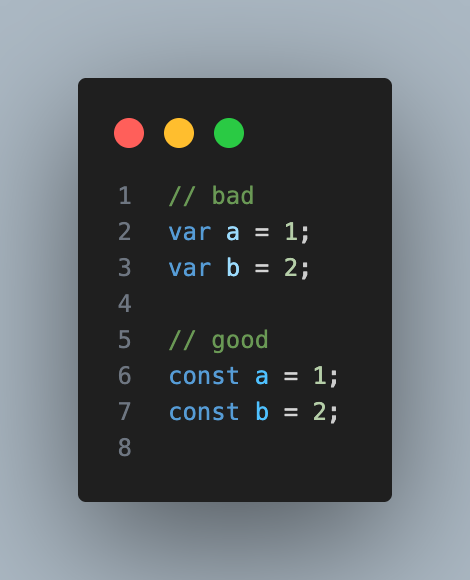 1 // bad
2 var a = 1;
3 var b = 2;
4
5 // good
6 const a = 1;
7 const b = 2;
8